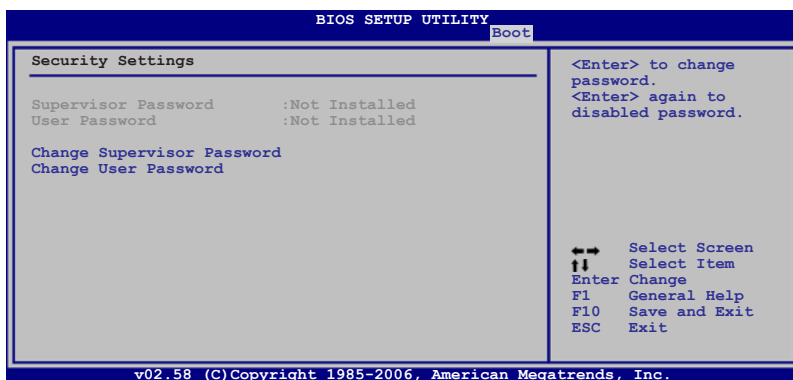 BIOS SETUP UTILITY
Boot
Security Settings
Supervisor Password :Not Installed
User Password :Not Installed
Change Supervisor Password
Change User Password
<Enter> to change
password.
<Enter> again to
disabled password.
←→ Select Screen
↑↓ Select Item
Enter Change
F1 General Help
F10 Save and Exit
ESC Exit
v02.58 (C)Copyright 1985-2006, American Megatrends, Inc.